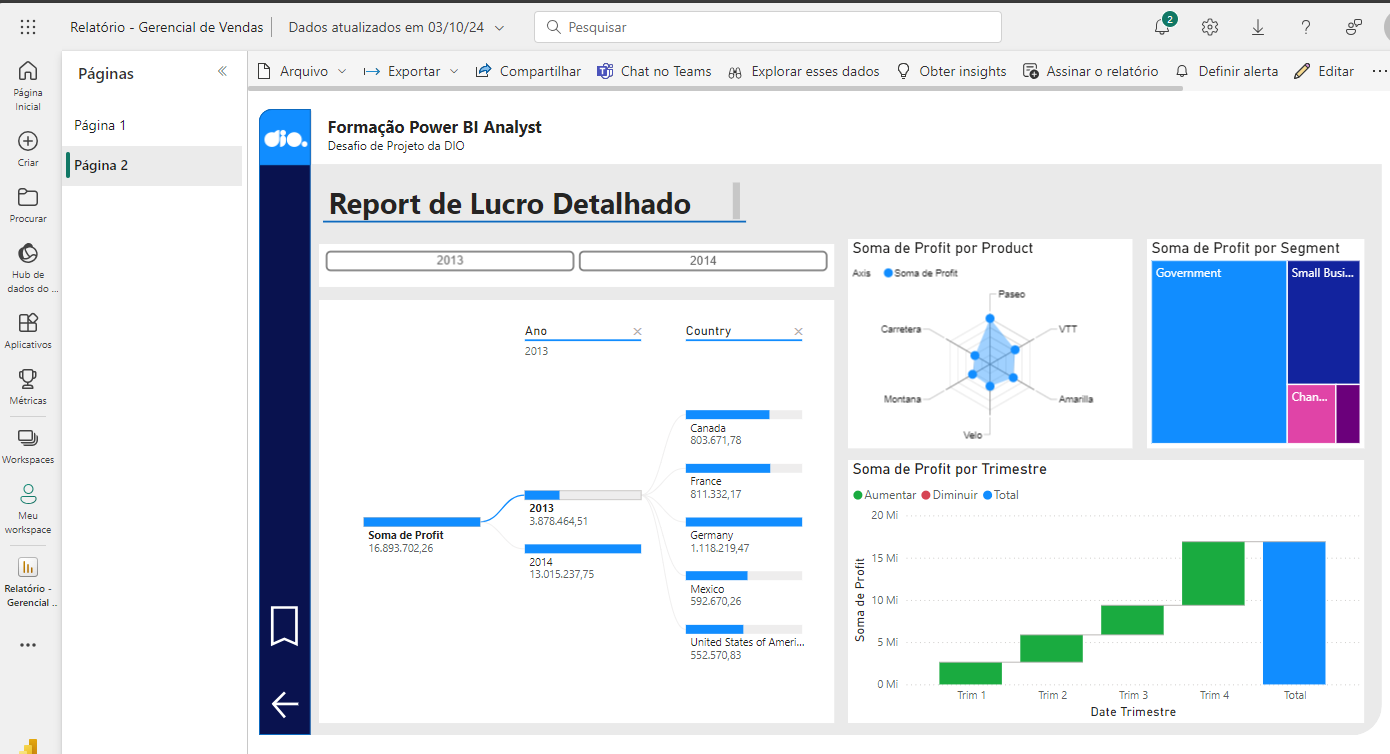 Relatório - Gerencial de Vendas
Dados atualizados em 03/10/24
Pesquisar
2
Página Inicial
Criar
Procurar
Hub de dados do ...
Aplicativos
Métricas
Workspaces
Meu workspace
Relatório - Gerencial ..
Páginas
Página 1
Página 2
Arquivo
Exportar
Compartilhar
Chat no Teams
Explorar esses dados
Obter insights
Assinar o relatório
Definir alerta
Editar
dio.
Formação Power BI Analyst
Desafio de Projeto da DIO
Report de Lucro Detalhado
2013
2014
Ano
2013
Country
Soma de Profit
16.893.702,26
2013
3.878.464,51
2014
13.015.237,75
Canada
803.671,78
France
811.332,17
Germany
1.118.219,47
Mexico
592.670,26
United States of Ameri...
552.570,83
Soma de Profit por Product
Axis
Soma de Profit
Paseo
VTT
Amarilla
Velo
Montana
Carretera
Soma de Profit por Segment
Government
Small Busi...
Chan...
Soma de Profit por Trimestre
Aumentar
Diminuir
Total
Soma de Profit
20 Mi
15 Mi
10 Mi
5 Mi
0 Mi
Trim 1
Trim 2
Trim 3
Trim 4
Total
Date Trimestre